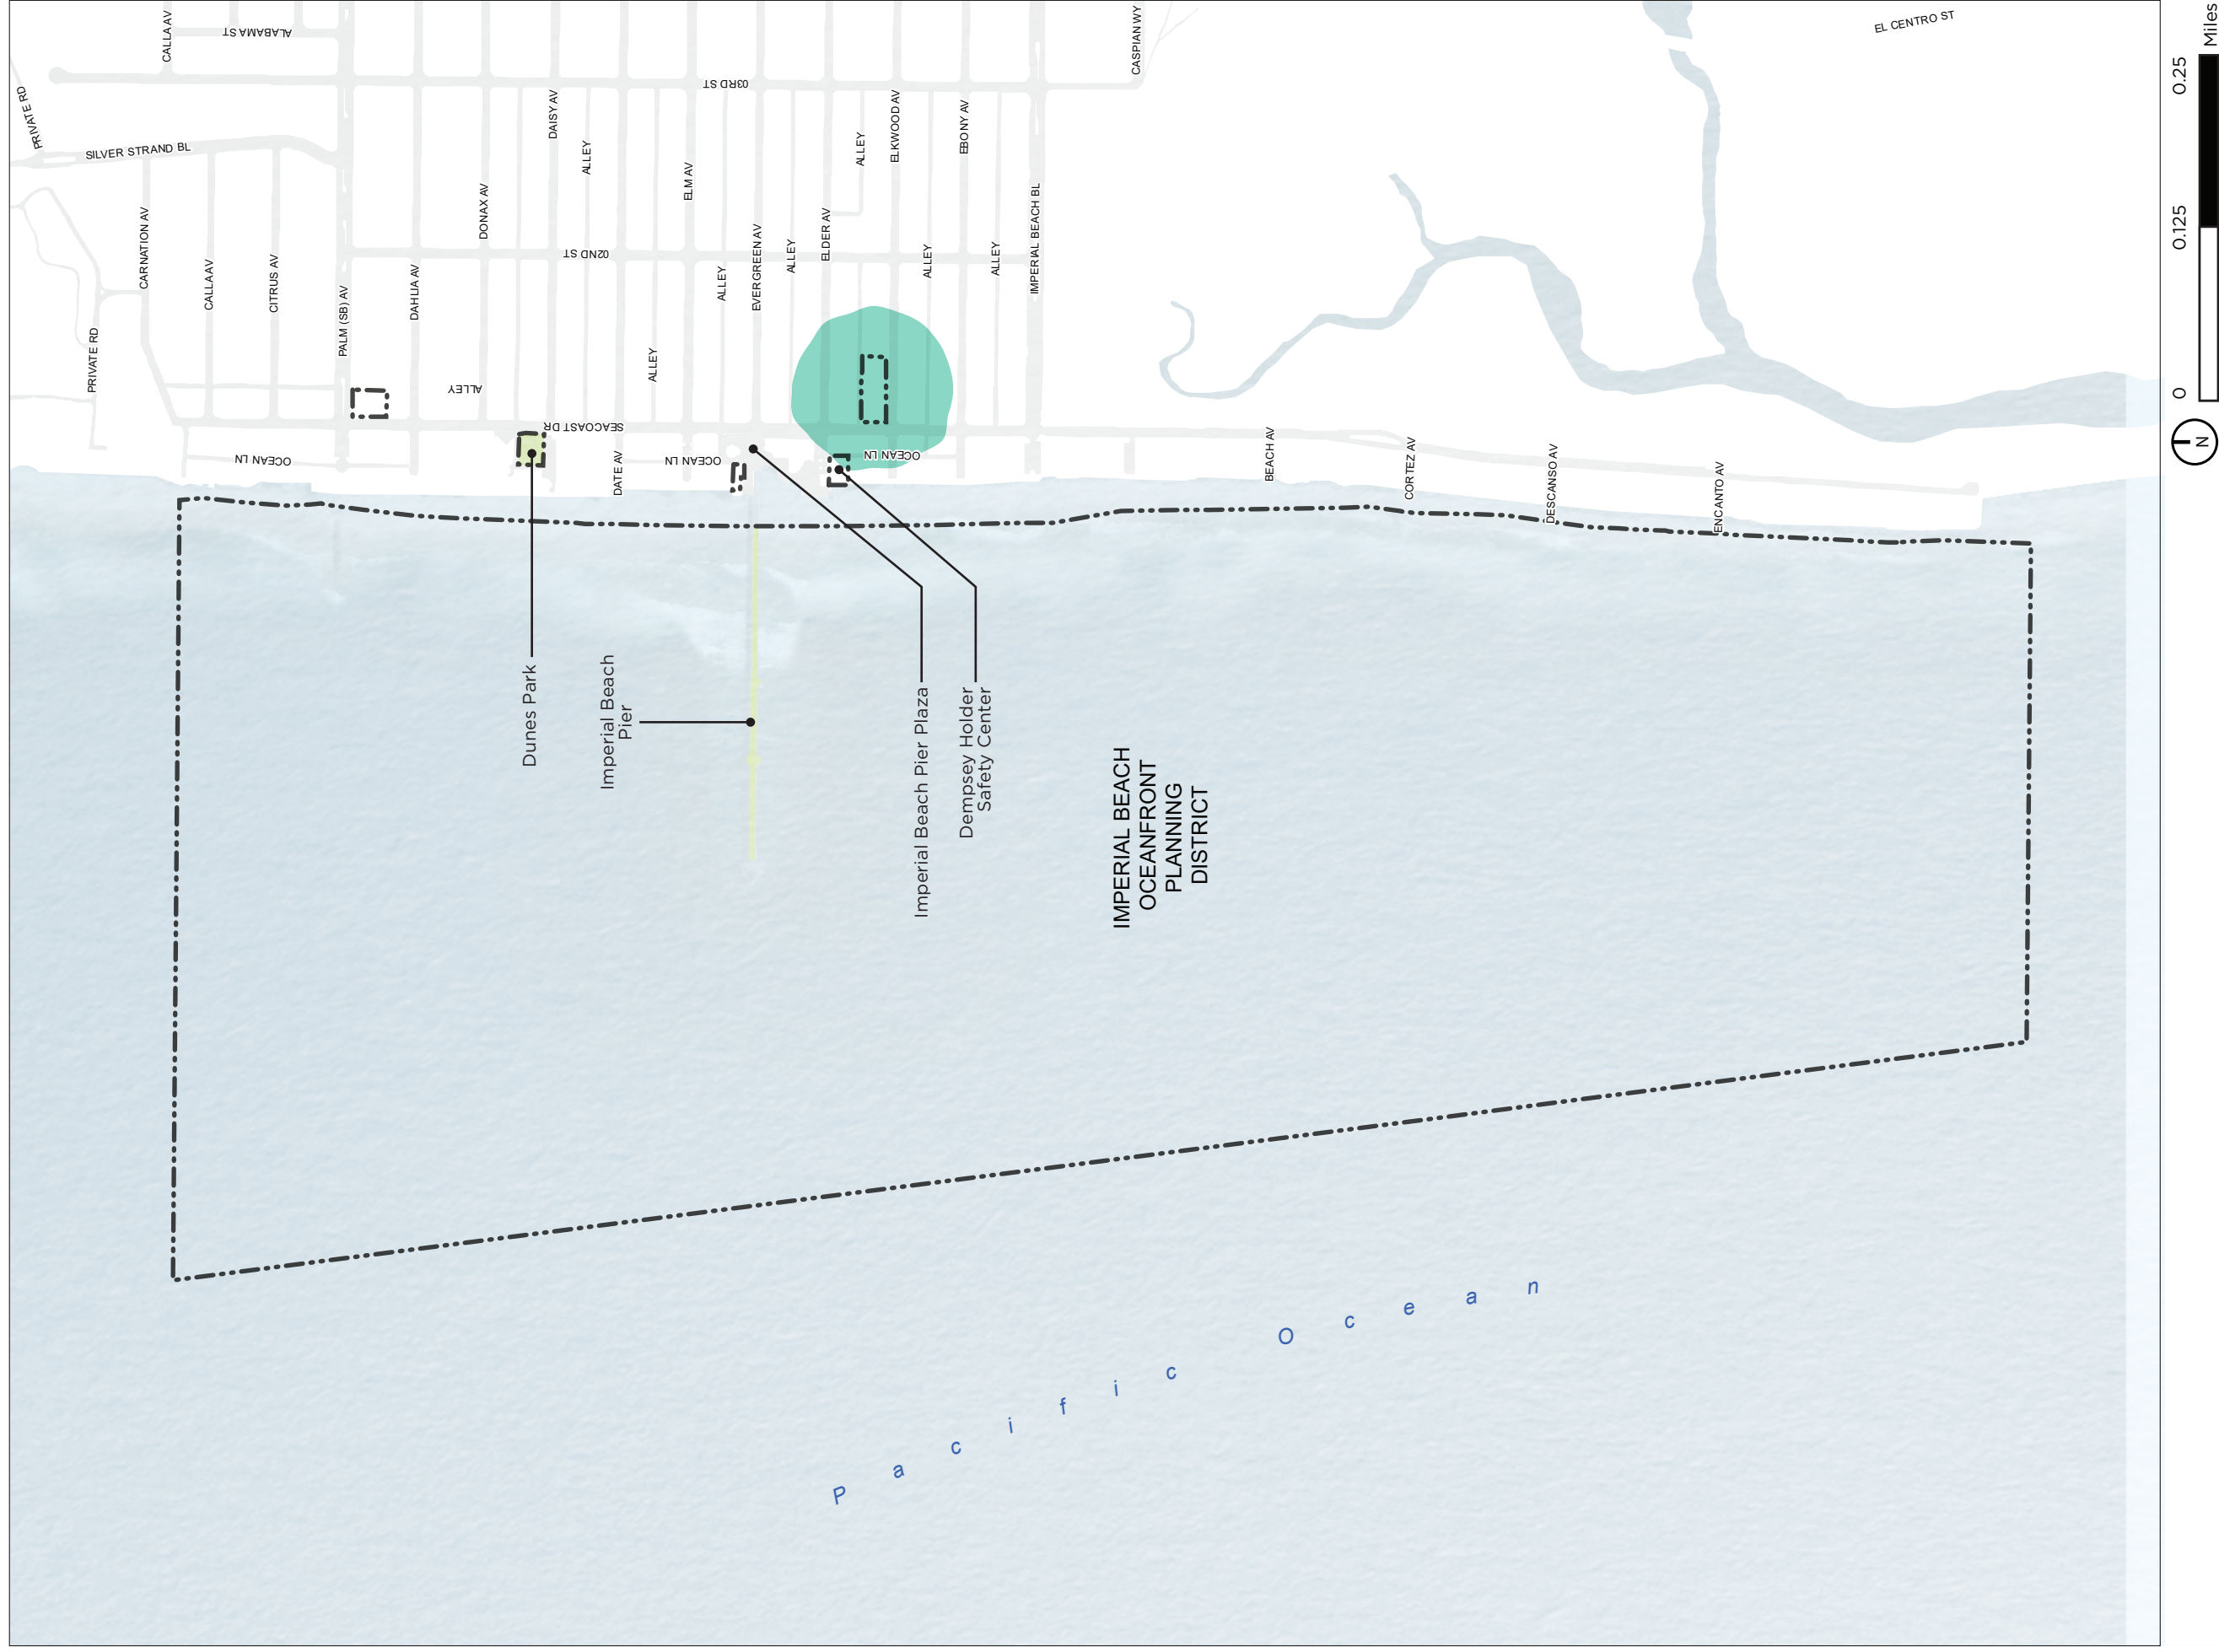 CALLA AV
ALABAMA ST
PRIVATE RD
SILVER STRAND BL
03RD ST
CASPIAN WY
EL CENTRO ST
DAISY AV
ALLEY
ELM AV
ALLEY
ELKWOOD AV
EBONY AV
CARNATION AV
CALLA AV
CITRUS AV
PALM (SB) AV
DAHLIA AV
DONAX AV
02ND ST
ALLEY
EVERGREEN AV
ALLEY
ELDER AV
ALLEY
ALLEY
IMPERIAL BEACH BL
PRIVATE RD
ALLEY
ALLEY
SEACOAST DR
OCEAN LN
DATE AV
OCEAN LN
OCEAN LN
BEACH AV
CORTEZ AV
DESCANSO AV
ENCANTO AV
Dunes Park
Imperial Beach
Pier
Imperial Beach Pier Plaza
Dempsey Holder
Safety Center
IMPERIAL BEACH
OCEANFRONT
PLANNING
DISTRICT
Pacific Ocean
N
0
0.125
0.25
Miles